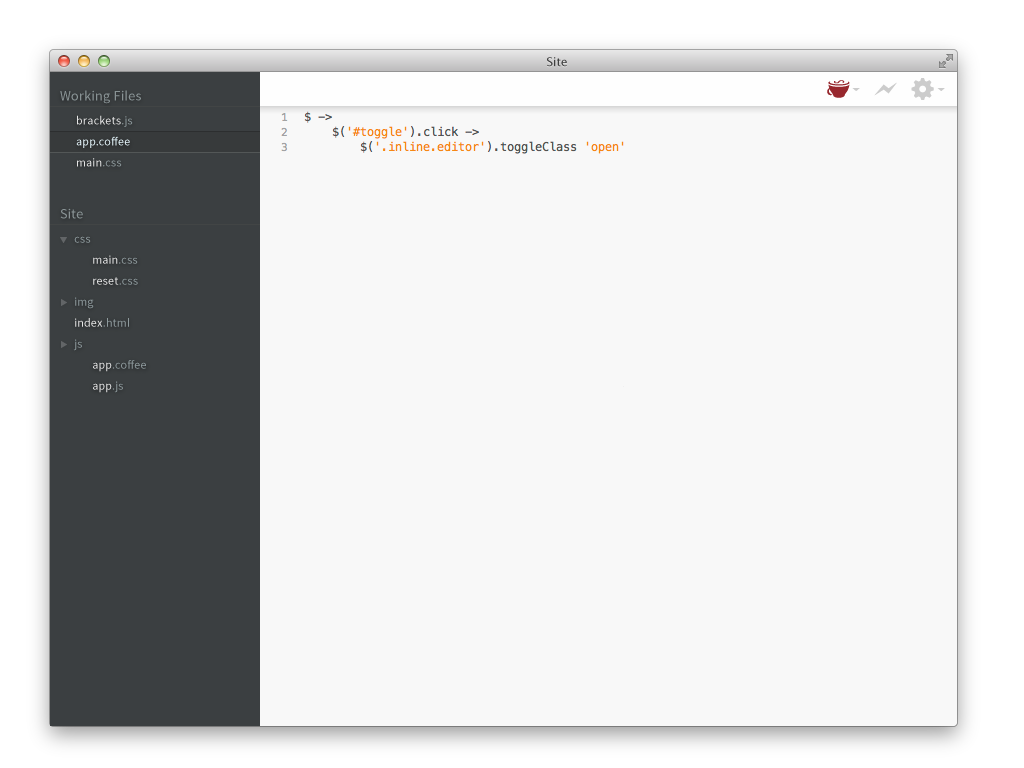 Site
Working Files
brackets.js
app.coffee
main.css
Site
css
main.css
reset.css
img
index.html
js
app.coffee
app.js
1 $ ->
2 $('#toggle').click ->
3 $('.inline.editor').toggleClass 'open'